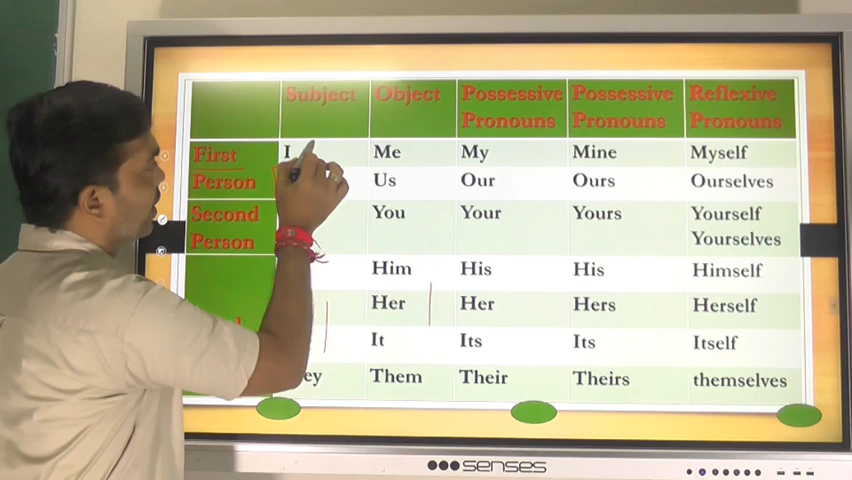 Subject Object Possessive Pronouns Possessive Pronouns Reflexive Pronouns
First Person I Me My Mine Myself
Us Our Ours Ourselves
Second Person You Your Yours Yourself Yourselves
Him His His Himself
Her Her Hers Herself
It Its Its Itself
ey Them Their Theirs themselves
senses